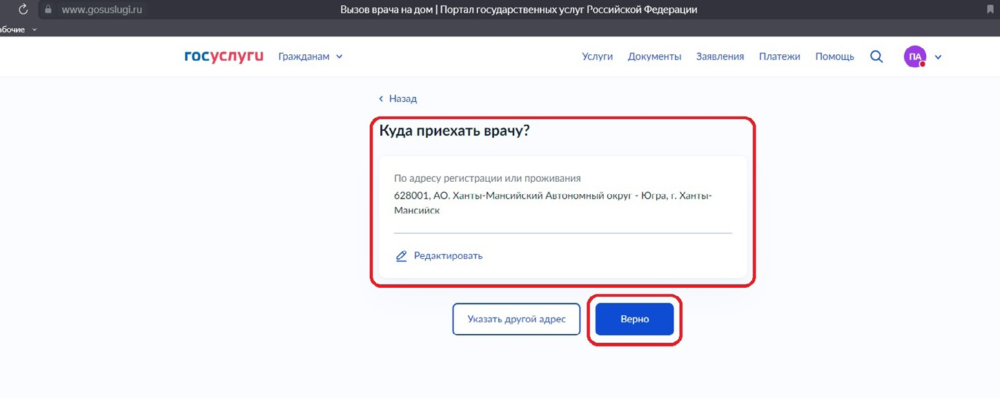 www.gosuslugi.ru
Вызов врача на дом | Портал государственных услуг Российской Федерации
абочие
госуслуги Гражданам Услуги Документы Заявления Платежи Помощь ПА
Назад
Куда приехать врачу?
По адресу регистрации или проживания
628001, АО. Ханты-Мансийский Автономный округ - Югра, г. Ханты-
Мансийск
Редактировать
Указать другой адрес Верно